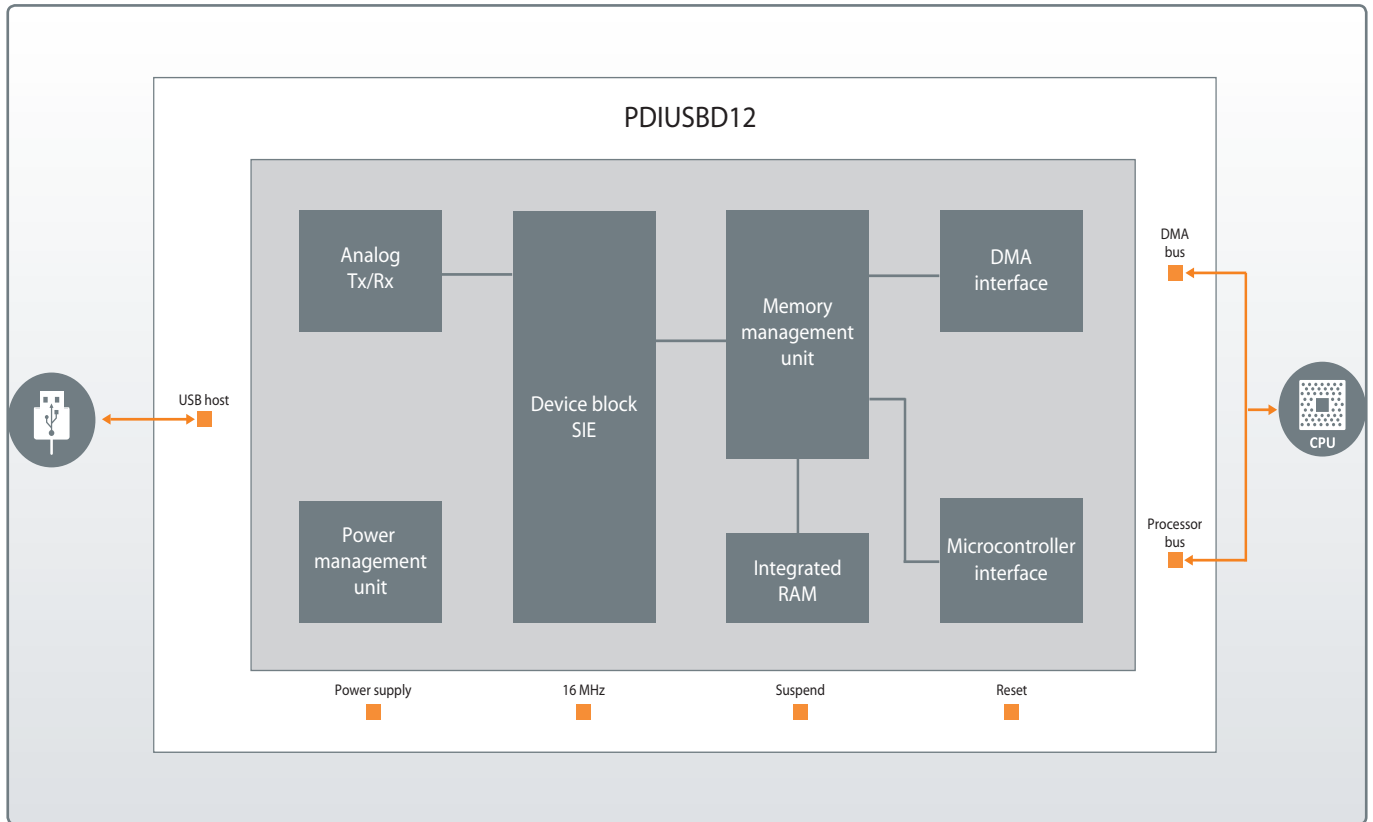 PDIUSBD12
Analog
Tx/Rx
Device block
SIE
Memory
management
unit
DMA
interface
Power
management
unit
Integrated
RAM
Microcontroller
interface
USB host
DMA
bus
Processor
bus
CPU
Power supply
16 MHz
Suspend
Reset